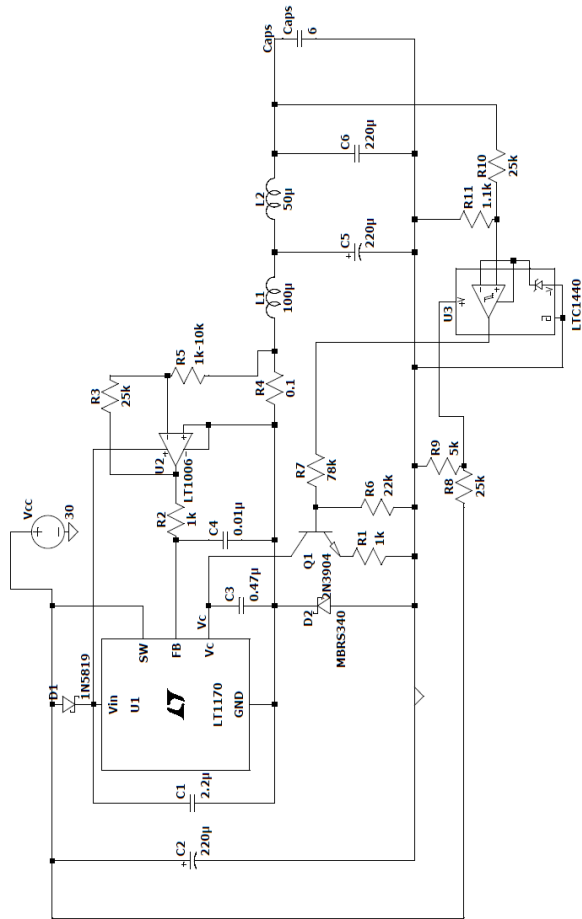 Vcc
30
D1
1N5819
Vin
U1
SW
FB
Vc
LT1170
GND
C1
2.2µ
C2
220µ
Vc
C3
0.47µ
C4
0.01µ
R2
1k
U2
LT1006
R3
25k
R5
1k-10k
R4
0.1
L1
100µ
L2
50µ
C5
220µ
C6
220µ
Caps
Caps
6
D2
MBRS340
Q1
2N3904
R1
1k
R6
22k
R7
78k
R9
5k
R8
25k
R11
1.1k
R10
25k
U3
LTC1440